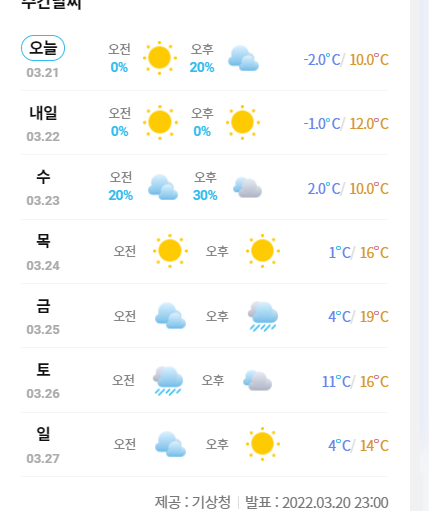 주간날씨
오늘 오전 오후 -2.0°C/ 10.0°C
03.21 0% 20%
내일 오전 오후 -1.0°C/ 12.0°C
03.22 0% 0%
수 오전 오후 2.0°C/ 10.0°C
03.23 20% 30%
목 오전 오후 1°C/ 16°C
03.24
금 오전 오후 4°C/ 19°C
03.25
토 오전 오후 11°C/ 16°C
03.26
일 오전 오후 4°C/ 14°C
03.27
제공 : 기상청 | 발표 : 2022.03.20 23:00